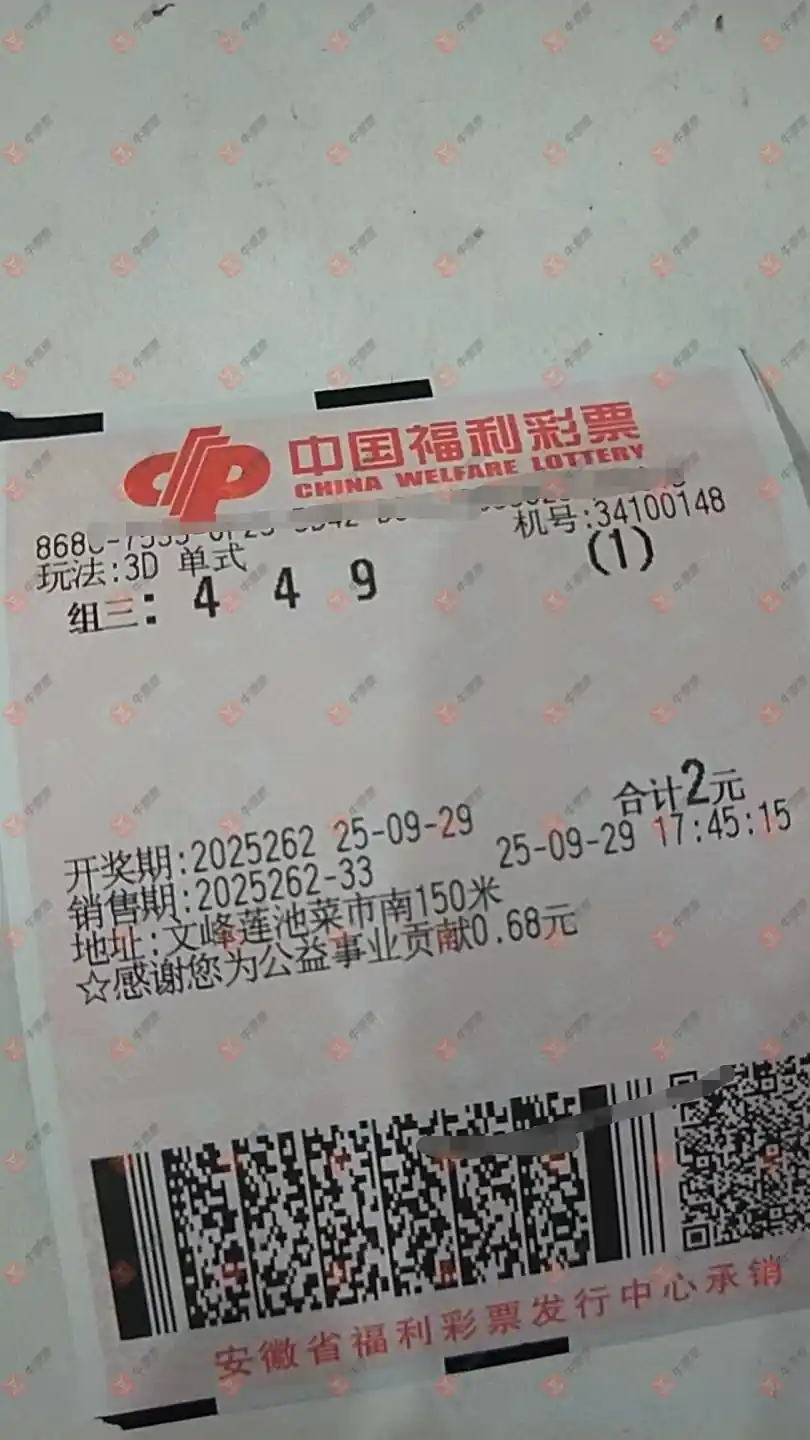 中国福利彩票
CHINA WELFARE LOTTERY
机号:34100148
玩法:3D 单式
组三: 4 4 9 (1)
合计2元
开奖期:2025262 25-09-29
销售期:2025262-33 25-09-29 17:45:15
地址:文峰莲池菜市南150米
☆感谢您为公益事业贡献0.68元
安徽省福利彩票发行中心承销